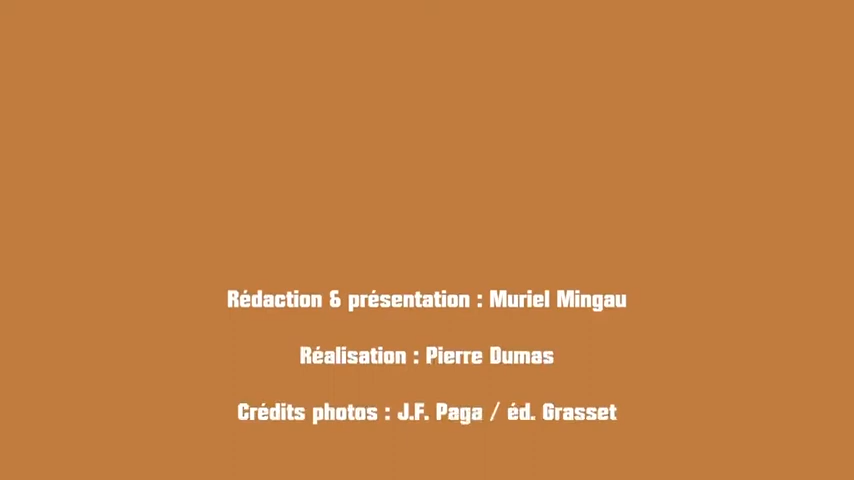 Rédaction & présentation : Muriel Mingau
Réalisation : Pierre Dumas
Crédits photos : J.F. Paga / éd. Grasset